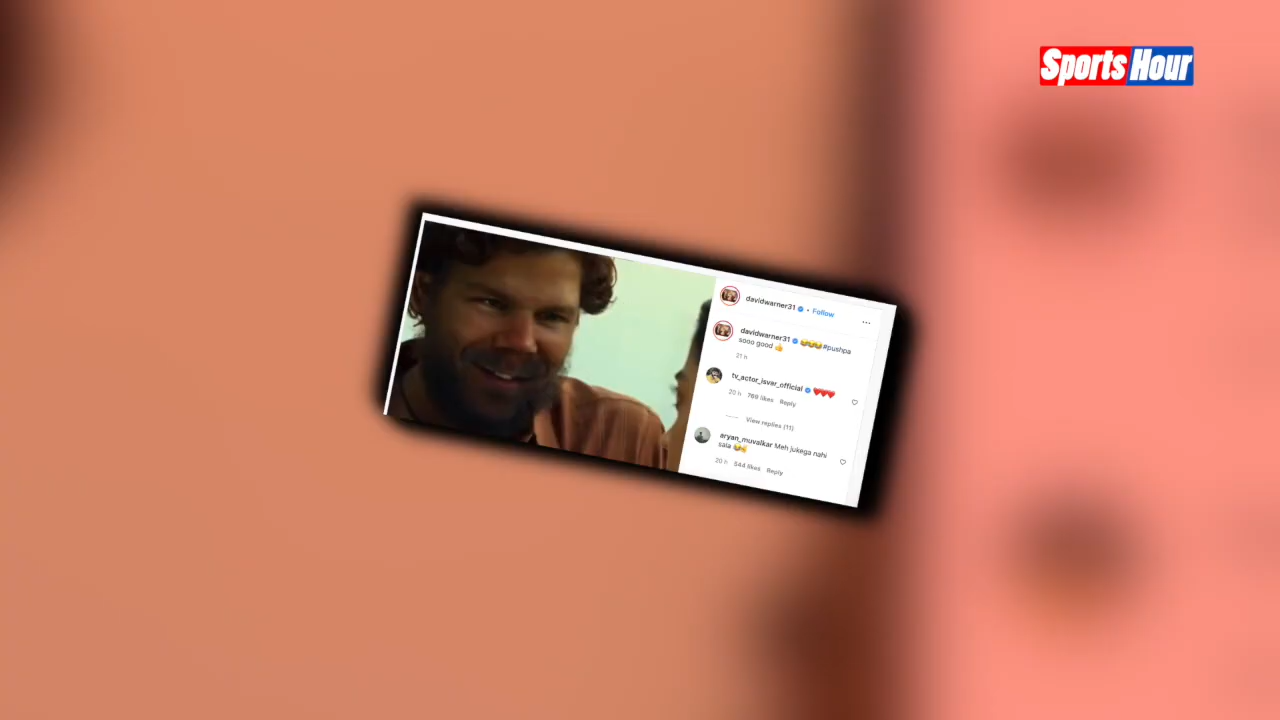 Sports Hour
davidwarner31 • Follow
davidwarner31 😂😂😂 #pushpa
sooo good 👍
21 h
tv_actor_isvar_official ❤️❤️❤️
20 h 769 likes Reply
View replies (11)
aryan_muvalkar Meh jukega nahi
sala
20 h 544 likes Reply